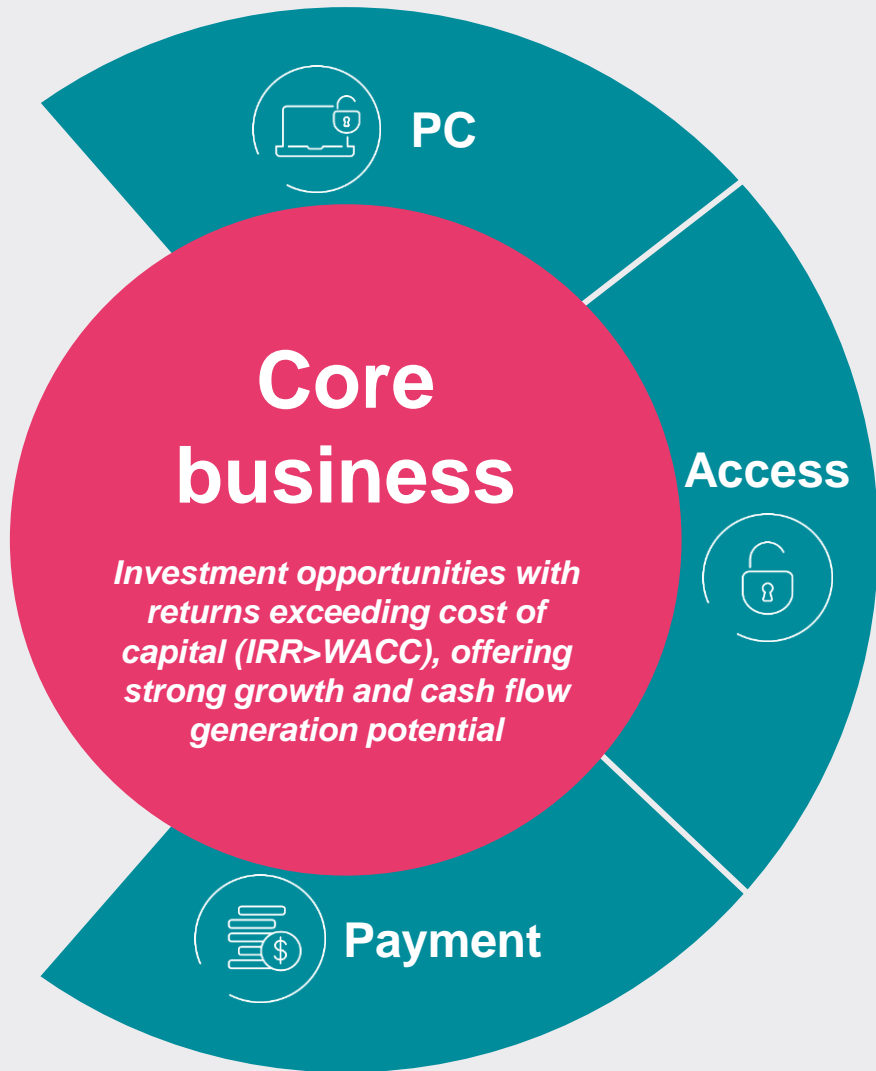 PC
Core
business
Investment opportunities with
returns exceeding cost of
capital (IRR>WACC), offering
strong growth and cash flow
generation potential
Access
$
Payment